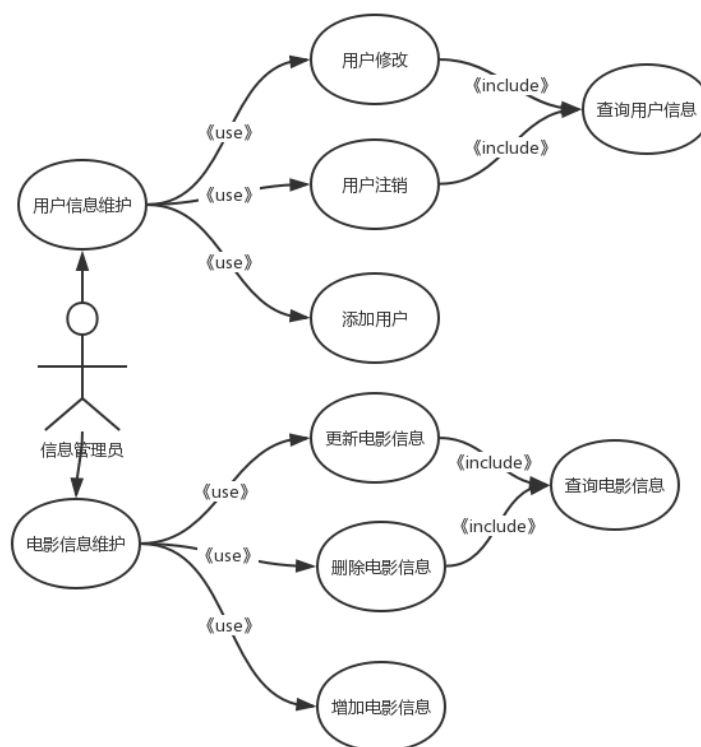 用户修改
《include》
查询用户信息
《use》
《include》
用户注销
《use》
用户信息维护
《use》
添加用户
信息管理员
更新电影信息
《include》
查询电影信息
《use》
《include》
电影信息维护
《use》
删除电影信息
《use》
增加电影信息